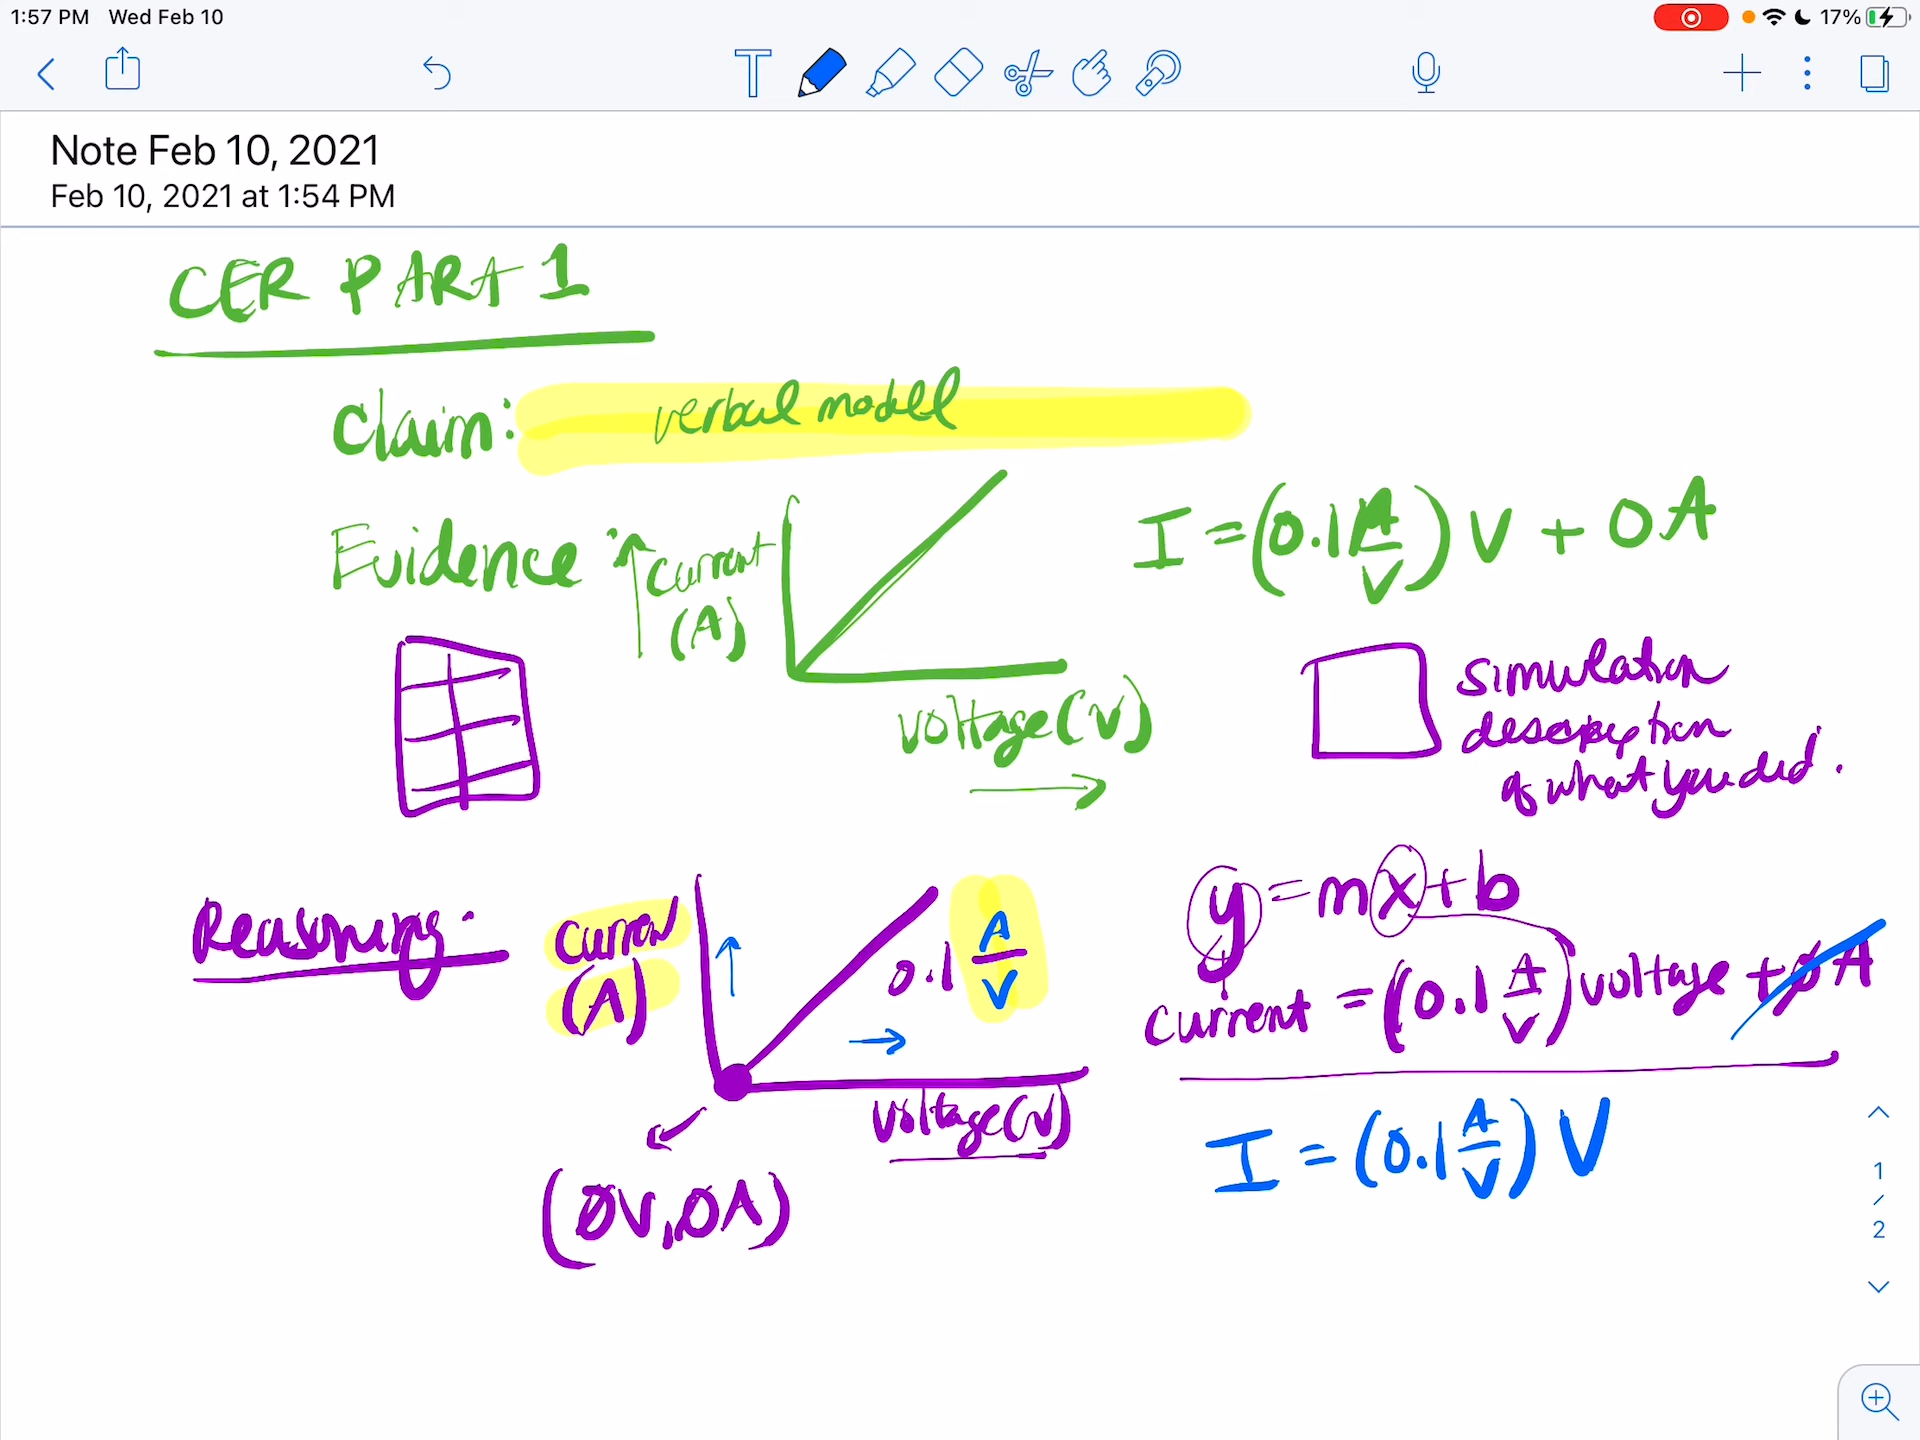 1:57 PM Wed Feb 10
17%
Note Feb 10, 2021
Feb 10, 2021 at 1:54 PM
CER PART 1
Claim: verbal model
Evidence :
Current
(A)
Voltage (V)
I = (0.1 A/V) V + 0 A
simulation
description
of what you did.
Reasoning:
Current
(A)
0.1 A/V
Voltage (V)
(0V, 0A)
y = mx + b
Current = (0.1 A/V) Voltage + 0 A
I = (0.1 A/V) V
1
/
2